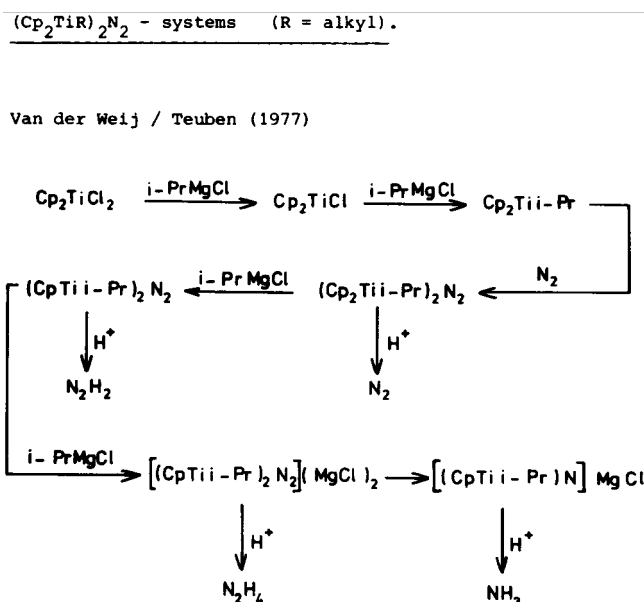 (Cp₂TiR)₂N₂ - systems (R = alkyl).
Van der Weij / Teuben (1977)
Cp₂TiCl₂ i-PrMgCl Cp₂TiCl i-PrMgCl Cp₂Tii-Pr
N₂
(CpTii-Pr)₂N₂ i-PrMgCl (Cp₂Tii-Pr)₂N₂
H⁺ H⁺
N₂H₂ N₂
i-PrMgCl [(CpTii-Pr)₂N₂](MgCl)₂ [(CpTii-Pr)N]MgCl
H⁺ H⁺
N₂H₄ NH₃